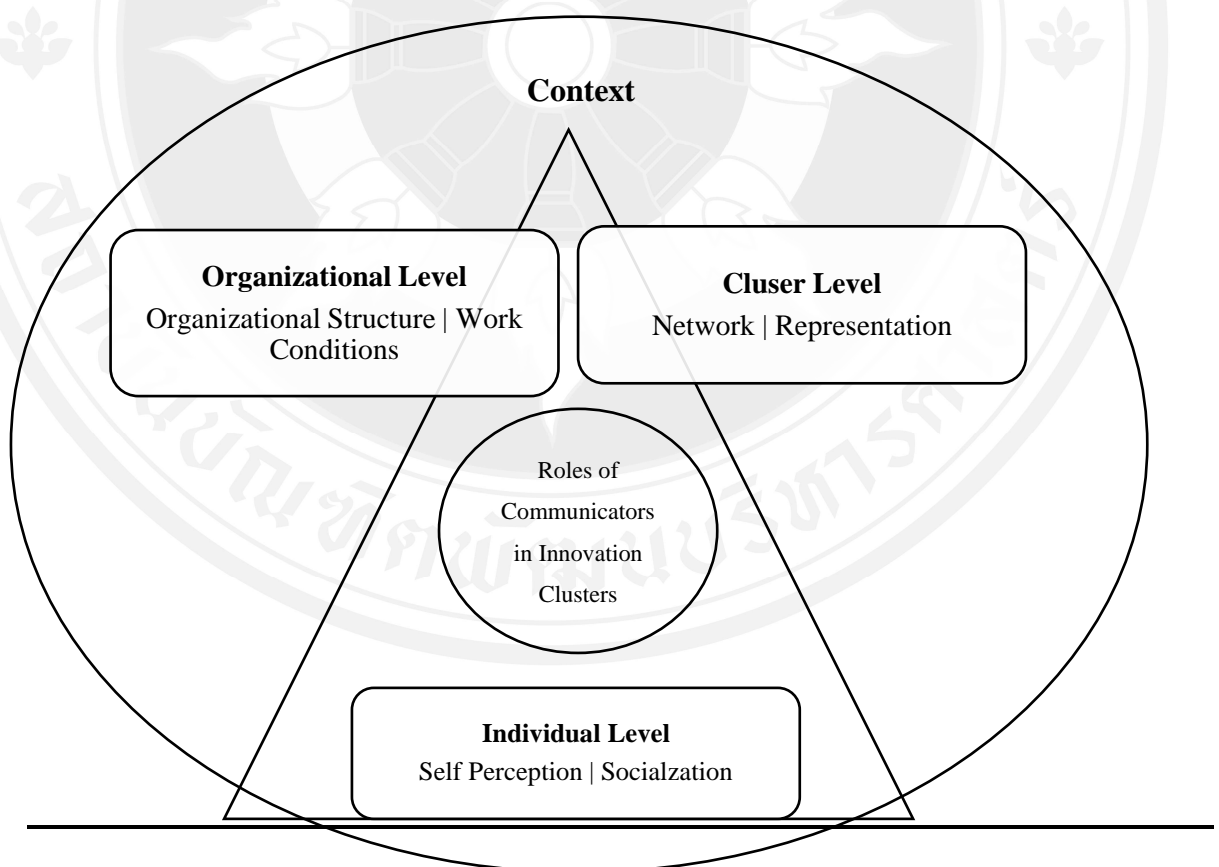 Context
Organizational Level
Organizational Structure | Work
Conditions
Cluser Level
Network | Representation
Roles of
Communicators
in Innovation
Clusters
Individual Level
Self Perception | Socialzation